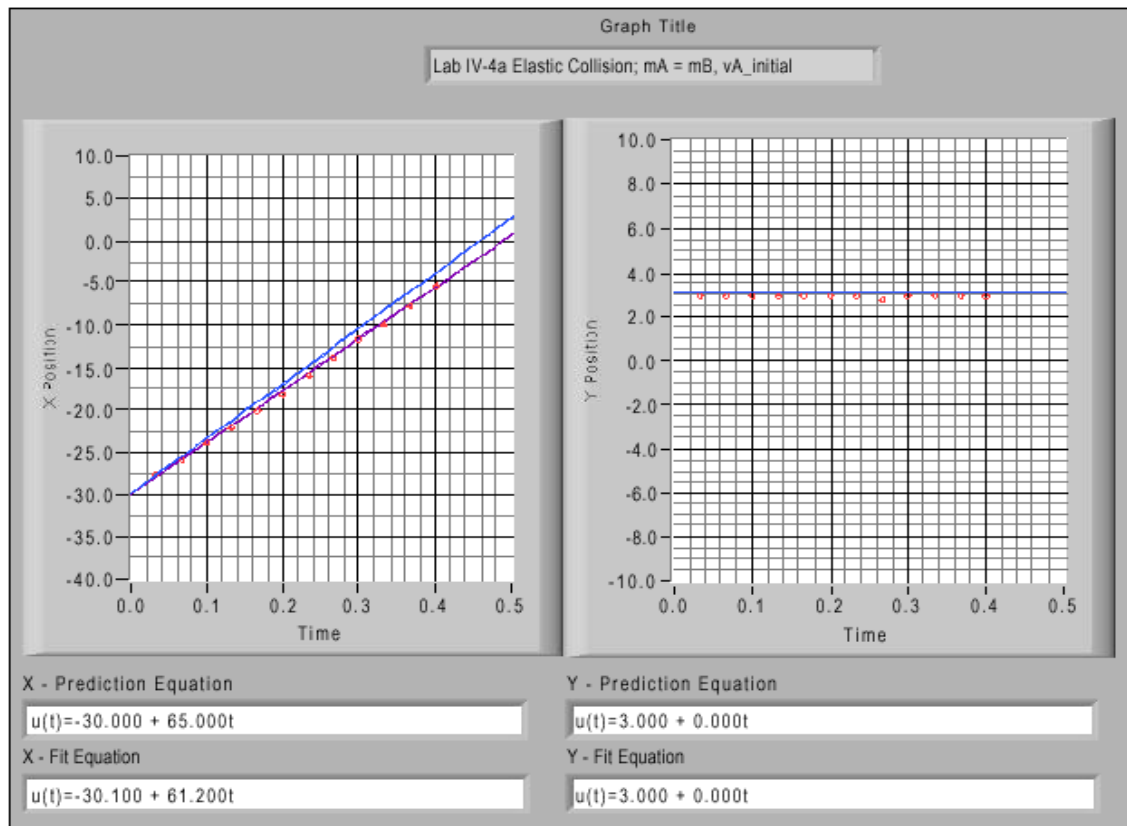 Graph Title
Lab IV-4a Elastic Collision; mA = mB, vA_initial
10.0
5.0
0.0
-5.0
-10.0
-15.0
-20.0
-25.0
-30.0
-35.0
-40.0
X Position
0.0 0.1 0.2 0.3 0.4 0.5
Time
10.0
8.0
6.0
4.0
2.0
0.0
-2.0
-4.0
-6.0
-8.0
-10.0
Y Position
0.0 0.1 0.2 0.3 0.4 0.5
Time
X - Prediction Equation
u(t)=-30.000 + 65.000t
X - Fit Equation
u(t)=-30.100 + 61.200t
Y - Prediction Equation
u(t)=3.000 + 0.000t
Y - Fit Equation
u(t)=3.000 + 0.000t